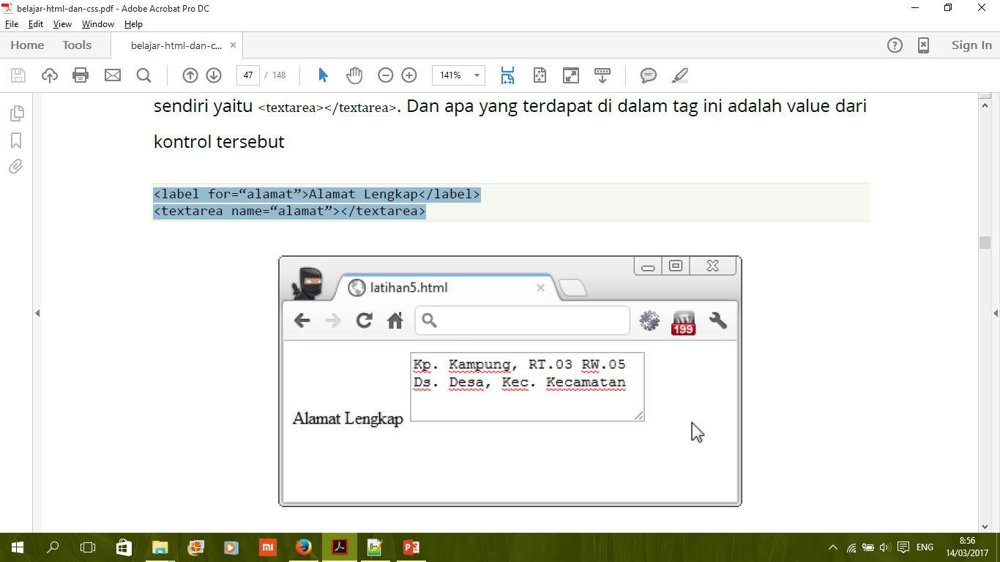 belajar-html-dan-css.pdf - Adobe Acrobat Pro DC
File Edit View Window Help
Home Tools belajar-html-dan-c... × Sign In
47 / 148 141%
sendiri yaitu <textarea></textarea>. Dan apa yang terdapat di dalam tag ini adalah value dari
kontrol tersebut
<label for=“alamat”>Alamat Lengkap</label>
<textarea name=“alamat”></textarea>
latihan5.html
199
Kp. Kampung, RT.03 RW.05
Ds. Desa, Kec. Kecamatan
Alamat Lengkap
mi
ENG
8:56
14/03/2017